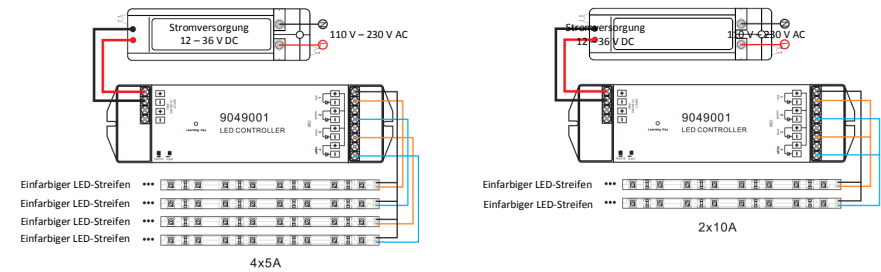 Stromversorgung
12 – 36 V DC
110 V – 230 V AC
9049001
LED CONTROLLER
Learning Key
Einfarbiger LED-Streifen
Einfarbiger LED-Streifen
Einfarbiger LED-Streifen
Einfarbiger LED-Streifen
4x5A
Stromversorgung
12 – 36 V DC
110 V – 230 V AC
9049001
LED CONTROLLER
Learning Key
Einfarbiger LED-Streifen
Einfarbiger LED-Streifen
2x10A